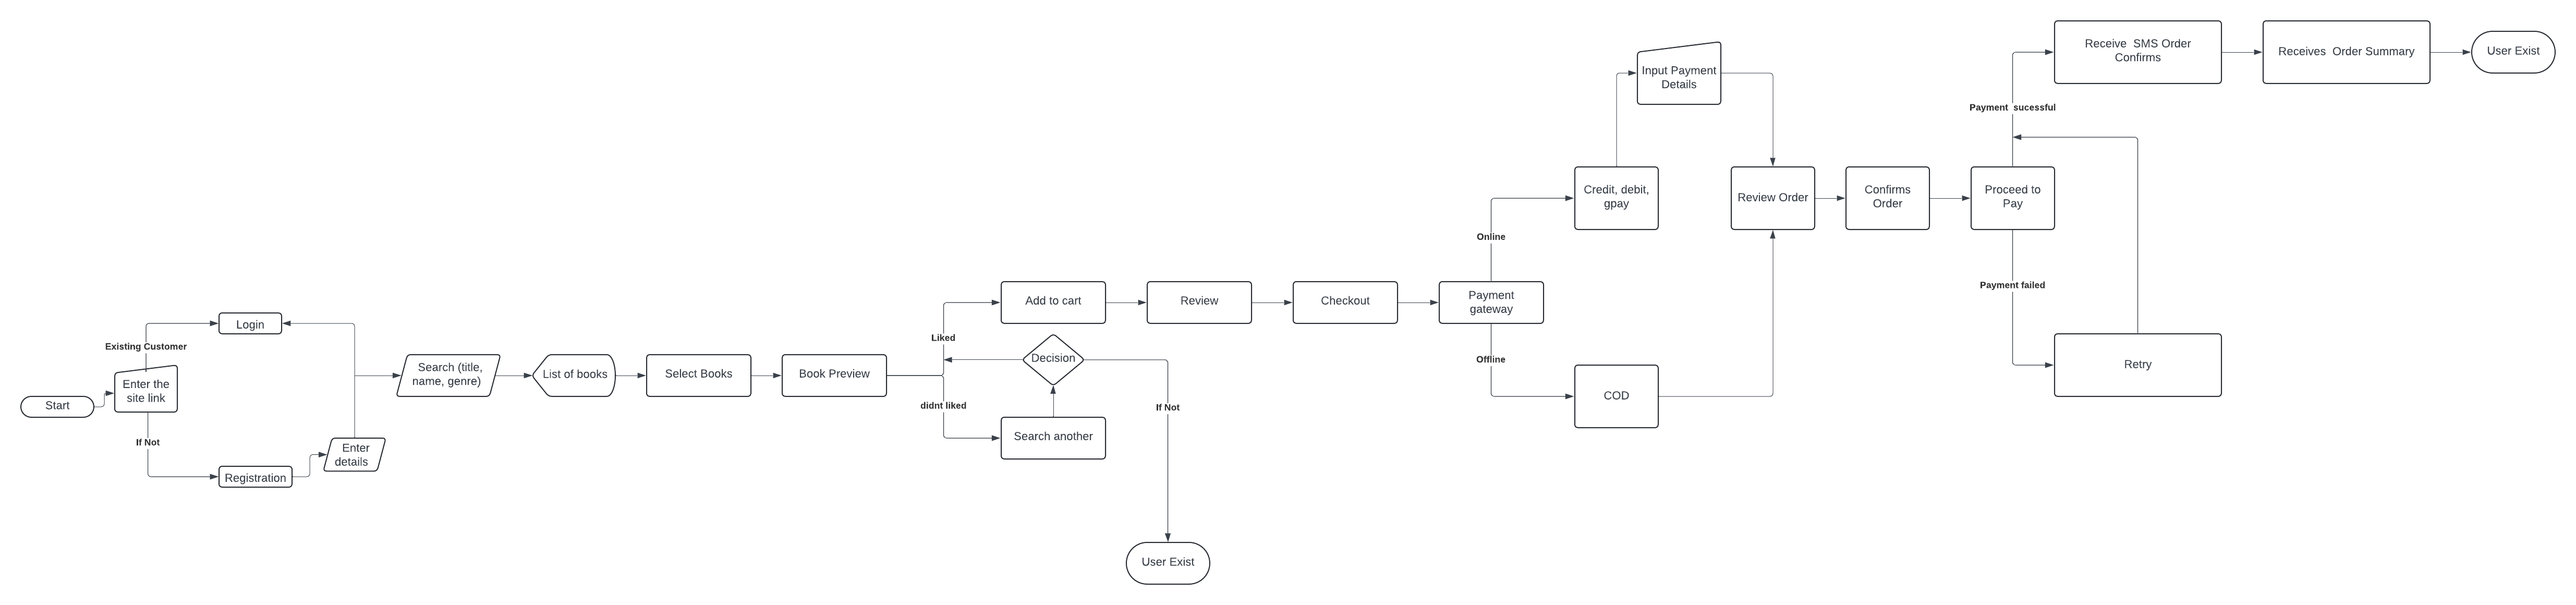 Start
Enter the
site link
Existing Customer
If Not
Login
Registration
Enter
details
Search (title,
name, genre)
List of books
Select Books
Book Preview
Liked
didnt liked
Add to cart
Review
Checkout
Payment
gateway
Decision
Search another
If Not
User Exist
Online
Offline
Credit, debit,
gpay
COD
Input Payment
Details
Review Order
Confirms
Order
Proceed to
Pay
Payment  sucessful
Payment failed
Retry
Receive  SMS Order
Confirms
Receives  Order Summary
User Exist